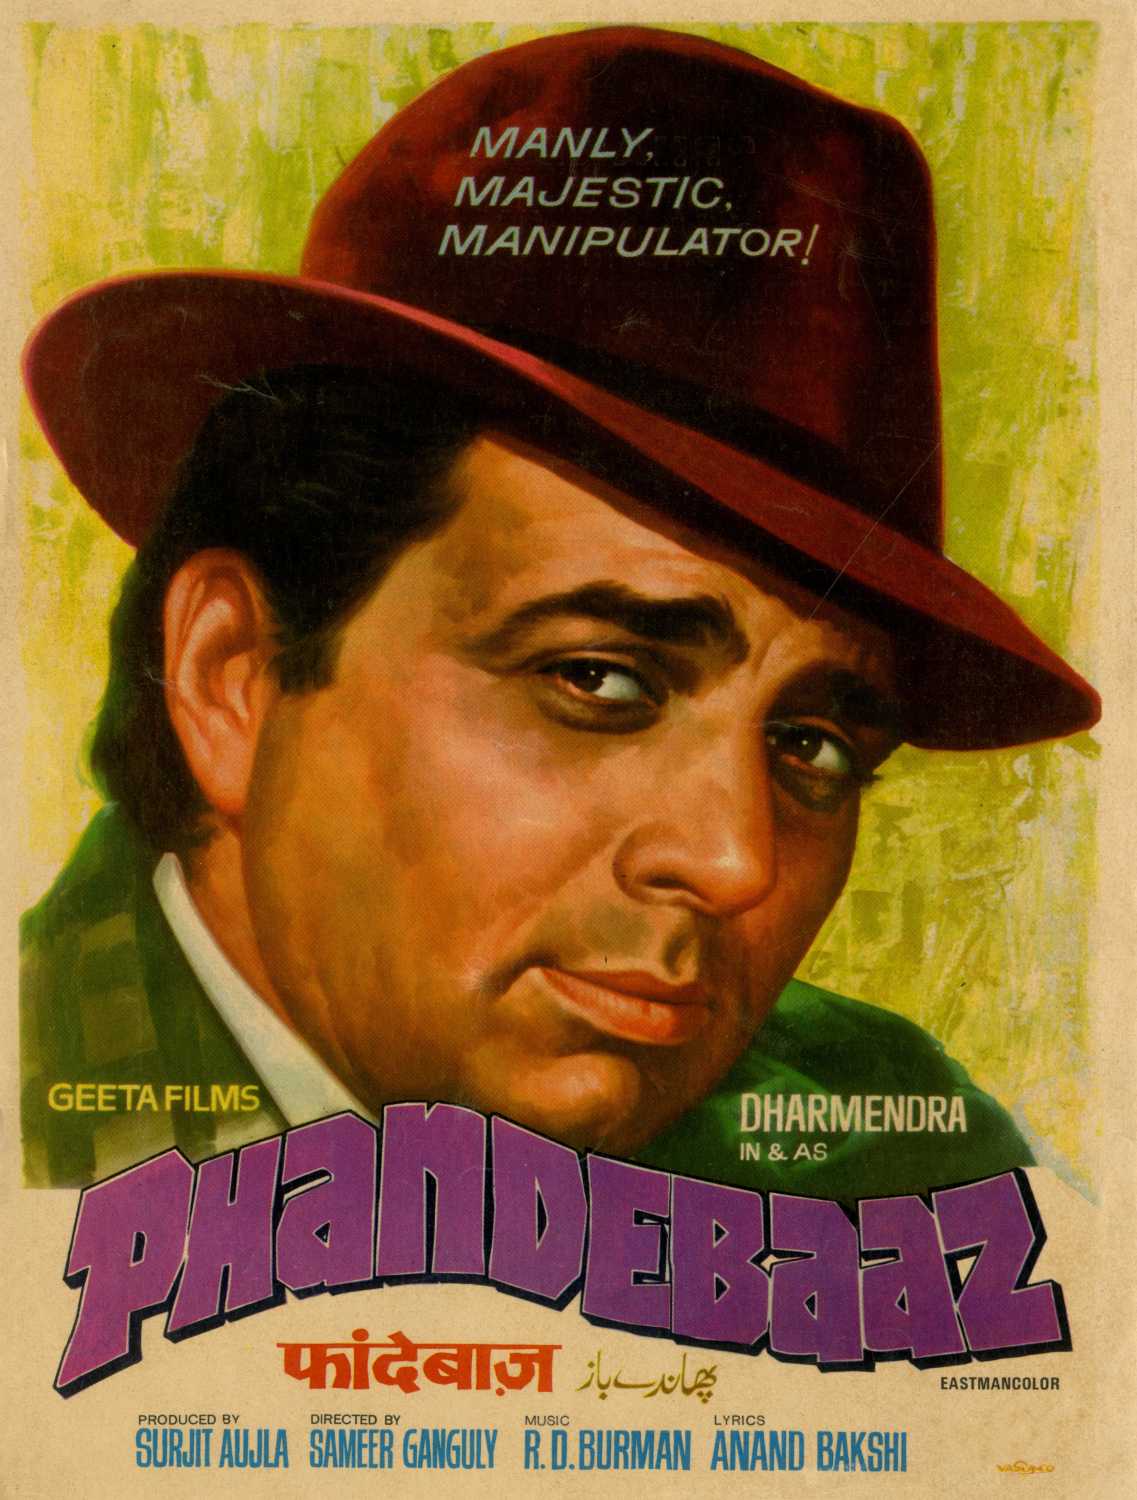 MANLY,
MAJESTIC,
MANIPULATOR!
GEETA FILMS
DHARMENDRA
IN & AS
PHANDEBAAZ
फांदेबाज़
پھاندے باز
EASTMANCOLOR
PRODUCED BY
SURJIT AUJLA
DIRECTED BY
SAMEER GANGULY
MUSIC
R.D.BURMAN
LYRICS
ANAND BAKSHI